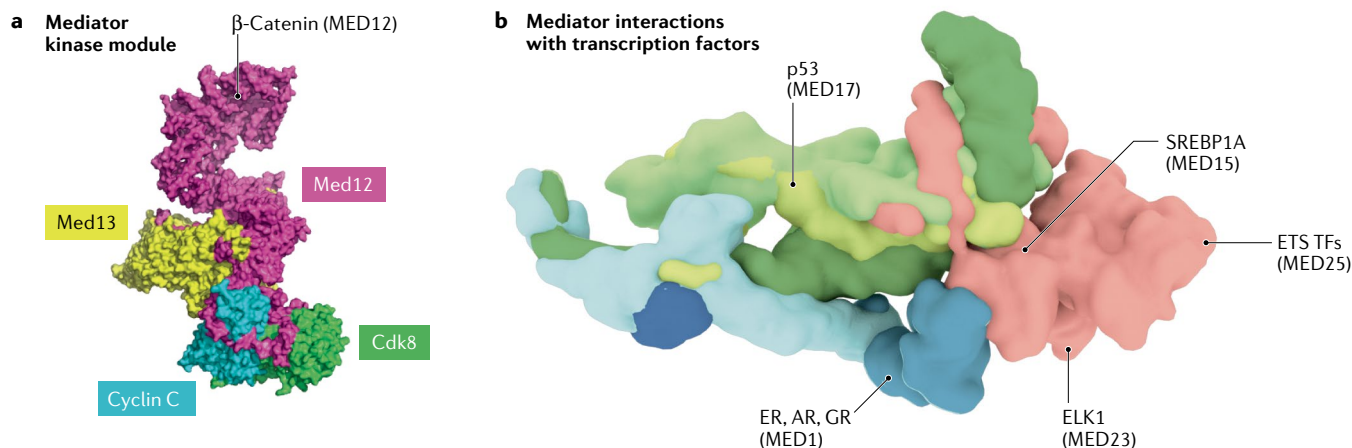 a Mediator
kinase module
β-Catenin (MED12)
Med12
Med13
Cdk8
Cyclin C
b Mediator interactions
with transcription factors
p53
(MED17)
SREBP1A
(MED15)
ETS TFs
(MED25)
ER, AR, GR
(MED1)
ELK1
(MED23)